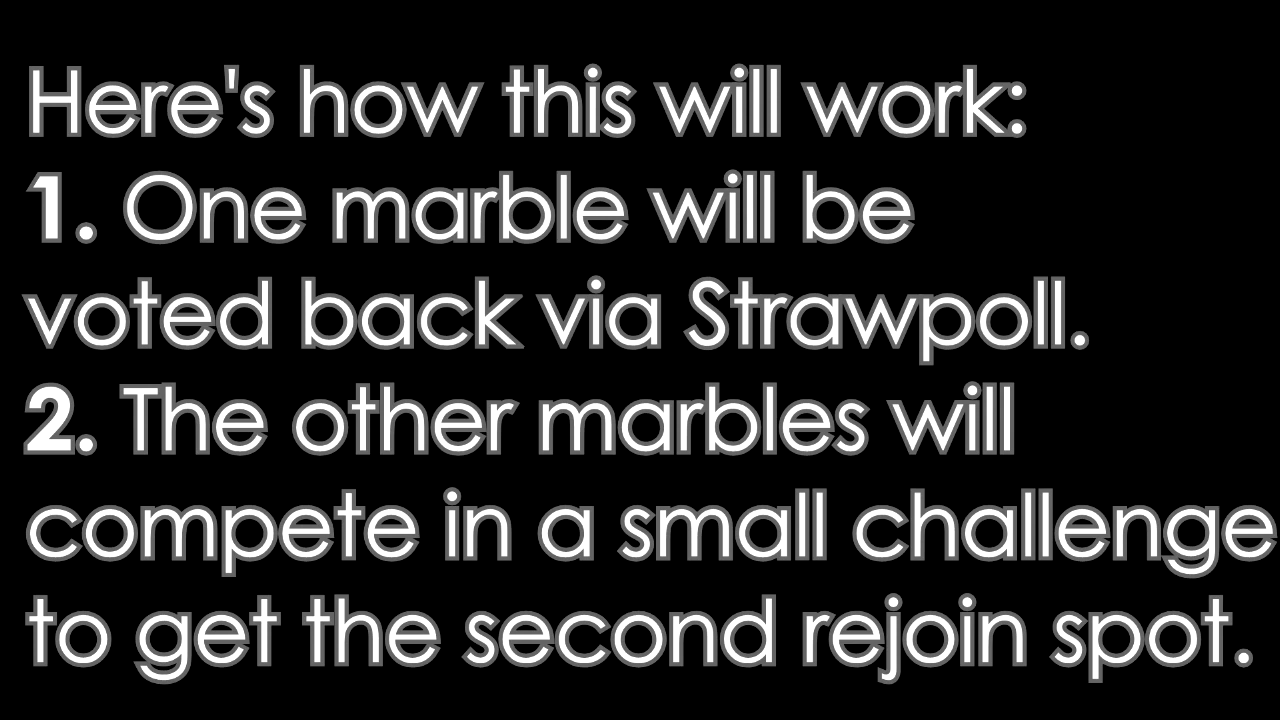 Here's how this will work:
1. One marble will be
voted back via Strawpoll.
2. The other marbles will
compete in a small challenge
to get the second rejoin spot.